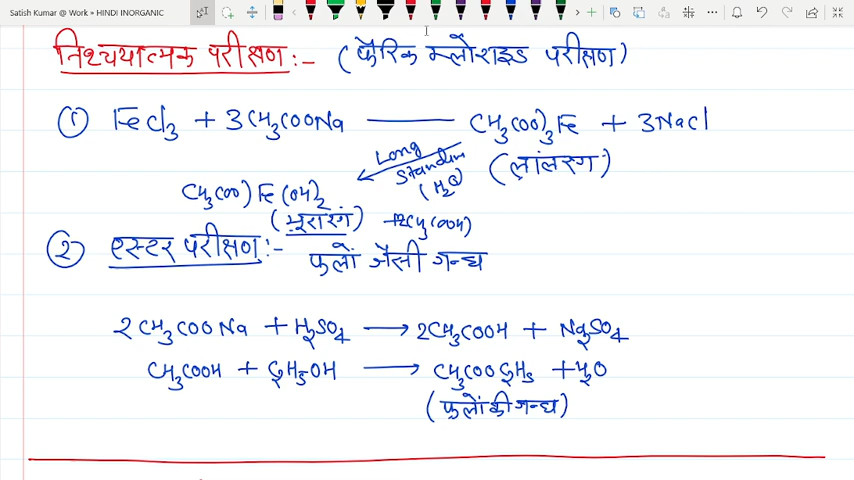 Satish Kumar @ Work » HINDI INORGANIC
निश्चयात्मक परीक्षण :- (फैरिक क्लोराइड परीक्षण)
① FeCl₃ + 3CH₃COONa ——— CH₃COO)₃Fe + 3NaCl
Long Standing (H₂O)
(लालरंग)
CH₃COO)Fe(OH)₂
(भूरा रंग) + 2CH₃COOH)
② एस्टर परीक्षण :- फलों जैसी गन्ध
2CH₃COONa + H₂SO₄ → 2CH₃COOH + Na₂SO₄
CH₃COOH + C₂H₅OH → CH₃COOC₂H₅ + H₂O
(फलों की गन्ध)